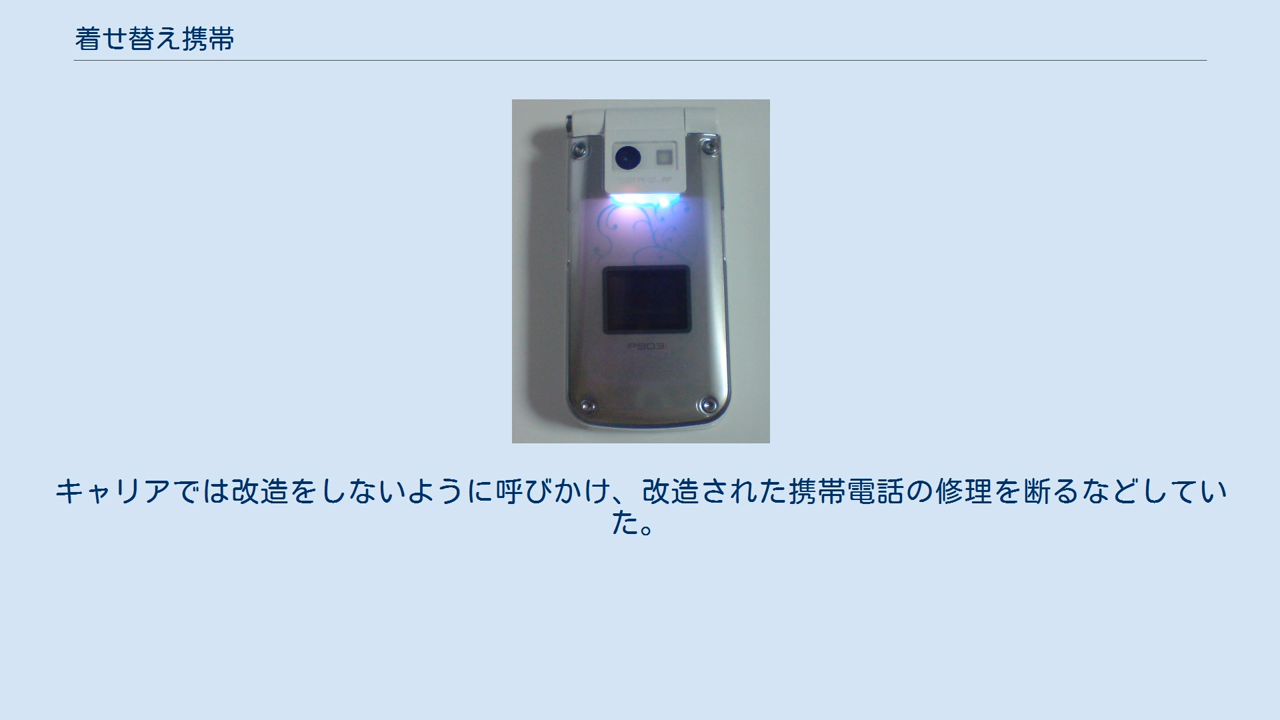 着せ替え携帯
P903
キャリアでは改造をしないように呼びかけ、改造された携帯電話の修理を断るなどしてい
た。